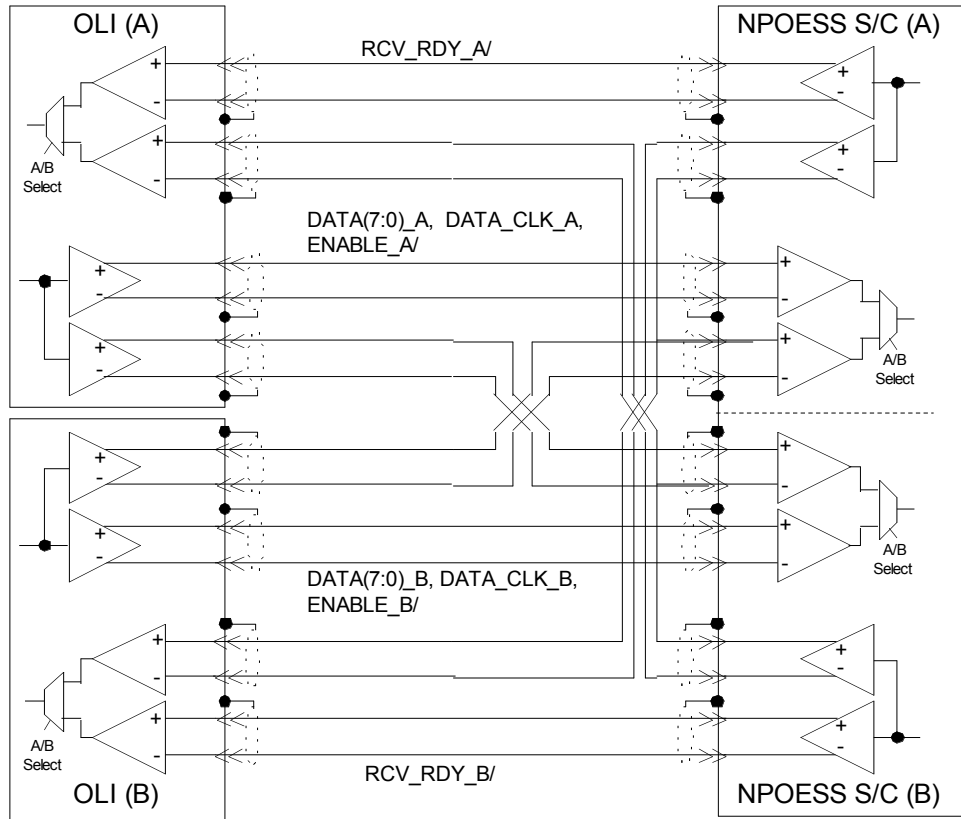 OLI (A)
NPOESS S/C (A)
RCV_RDY_A/
+
-
+
-
A/B
Select
+
-
+
-
DATA(7:0)_A, DATA_CLK_A,
ENABLE_A/
+
-
+
-
+
-
+
-
A/B
Select
+
-
+
-
+
-
+
-
A/B
Select
DATA(7:0)_B, DATA_CLK_B,
ENABLE_B/
+
-
+
-
A/B
Select
+
-
+
-
RCV_RDY_B/
OLI (B)
NPOESS S/C (B)